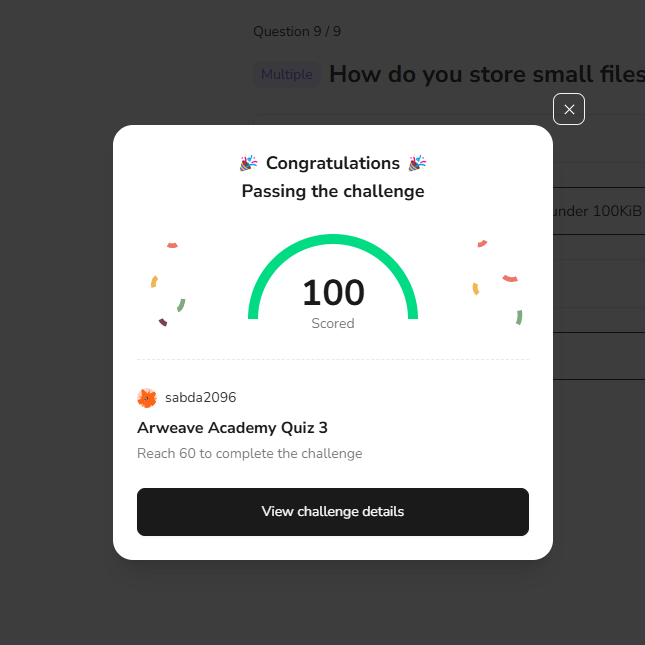 Question 9 / 9
Multiple How do you store small files
under 100KiB
🎉 Congratulations 🎉
Passing the challenge
100
Scored
sabda2096
Arweave Academy Quiz 3
Reach 60 to complete the challenge
View challenge details